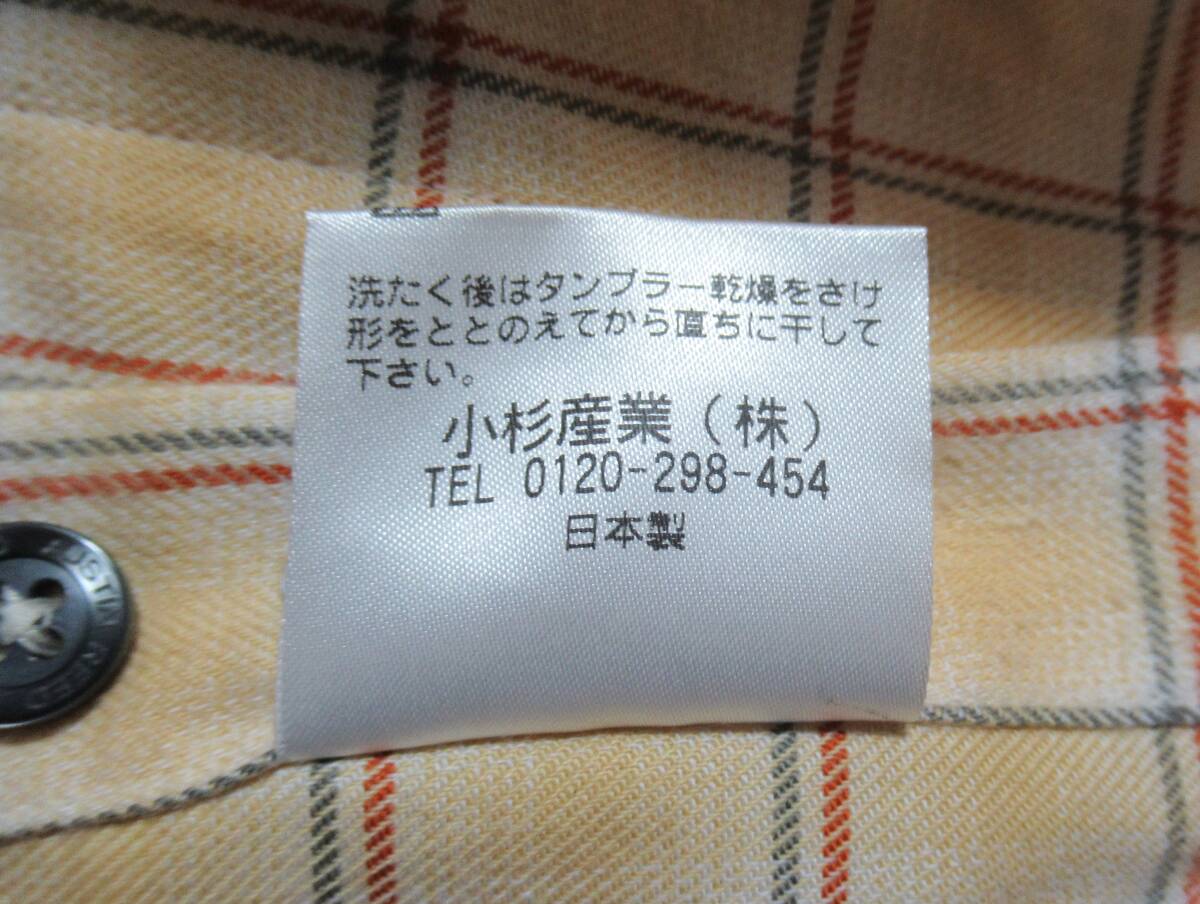 洗たく後はタンブラー乾燥をさけ
形をととのえてから直ちに干して
下さい。
小杉産業（株）
TEL 0120-298-454
日本製
AUSTIN REED